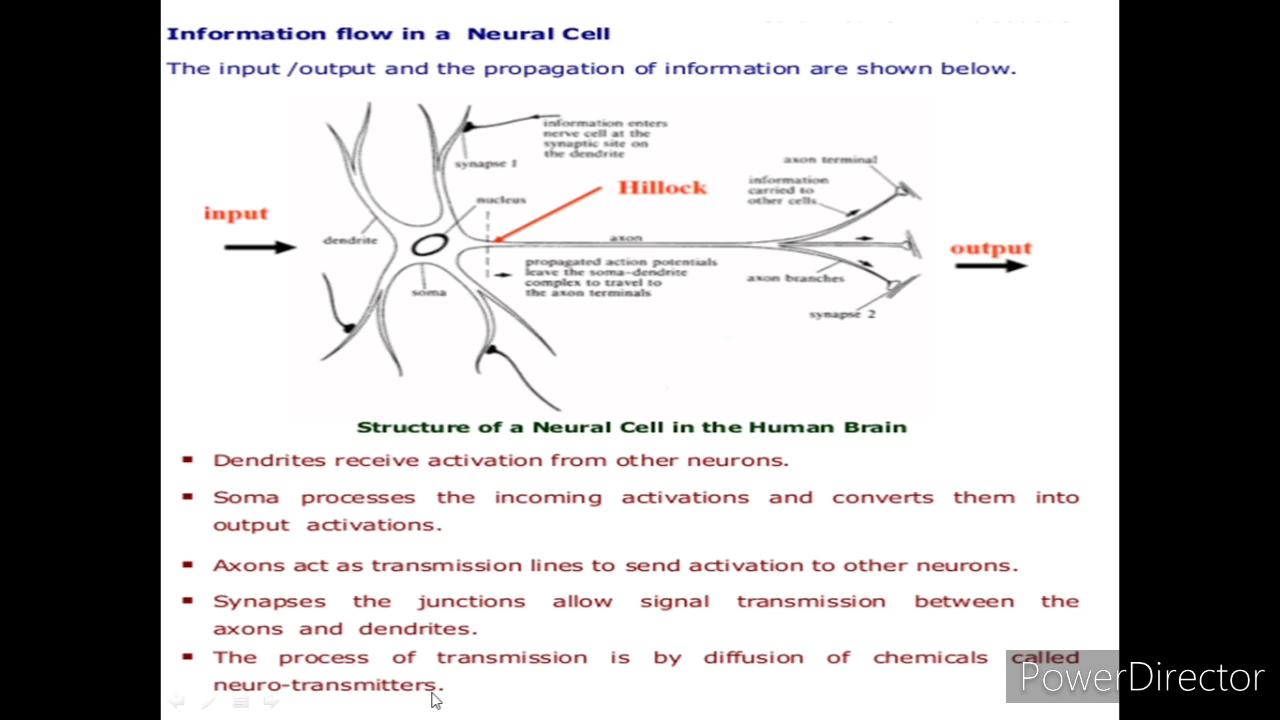 Information flow in a Neural Cell
The input /output and the propagation of information are shown below.
information enters
nerve cell at the
synaptic site on
the dendrite
synapse 1
axon terminal
Hillock
information
carried to
other cells
nucleus
input
dendrite
axon
output
propagated action potentials
leave the soma-dendrite
complex to travel to
the axon terminals
axon branches
soma
synapse 2
Structure of a Neural Cell in the Human Brain
▪ Dendrites receive activation from other neurons.
▪ Soma processes the incoming activations and converts them into
output activations.
▪ Axons act as transmission lines to send activation to other neurons.
▪ Synapses the junctions allow signal transmission between the
axons and dendrites.
▪ The process of transmission is by diffusion of chemicals called
neuro-transmitters.
PowerDirector